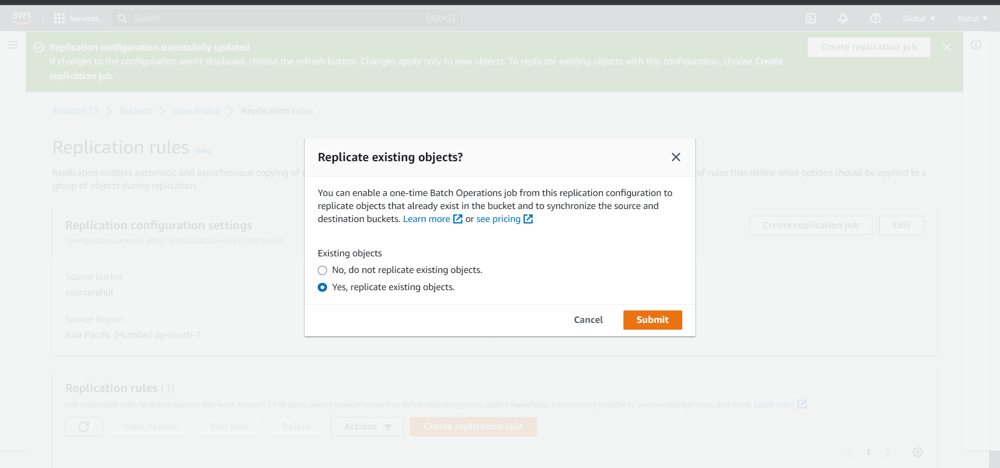 aws
Services
Search
[Alt+S]
Global
Rahul
Replication configuration successfully updated
If changes to the configuration aren't displayed, choose the refresh button. Changes apply only to new objects. To replicate existing objects with this configuration, choose Create
replication job.
Create replication job
Amazon S3
Buckets
sourcerahul
Replication rules
Replication rules Info
Replication enables automatic and asynchronous copying of
of rules that define what options should be applied to a
group of objects during replication.
Replicate existing objects?
You can enable a one-time Batch Operations job from this replication configuration to
replicate objects that already exist in the bucket and to synchronize the source and
destination buckets. Learn more or see pricing
Existing objects
No, do not replicate existing objects.
Yes, replicate existing objects.
Cancel
Submit
Replication configuration settings
Configuration settings affect all replication rules in the bucket.
Create replication job
Edit
Source bucket
sourcerahul
Source Region
Asia Pacific (Mumbai) ap-south-1
Replication rules (1)
Use replication rules to define options you want Amazon S3 to apply during replication such as server-side encryption, replica ownership, transitioning replicas to another storage class, and more. Learn more
View details
Edit rule
Delete
Actions
Create replication rule
1